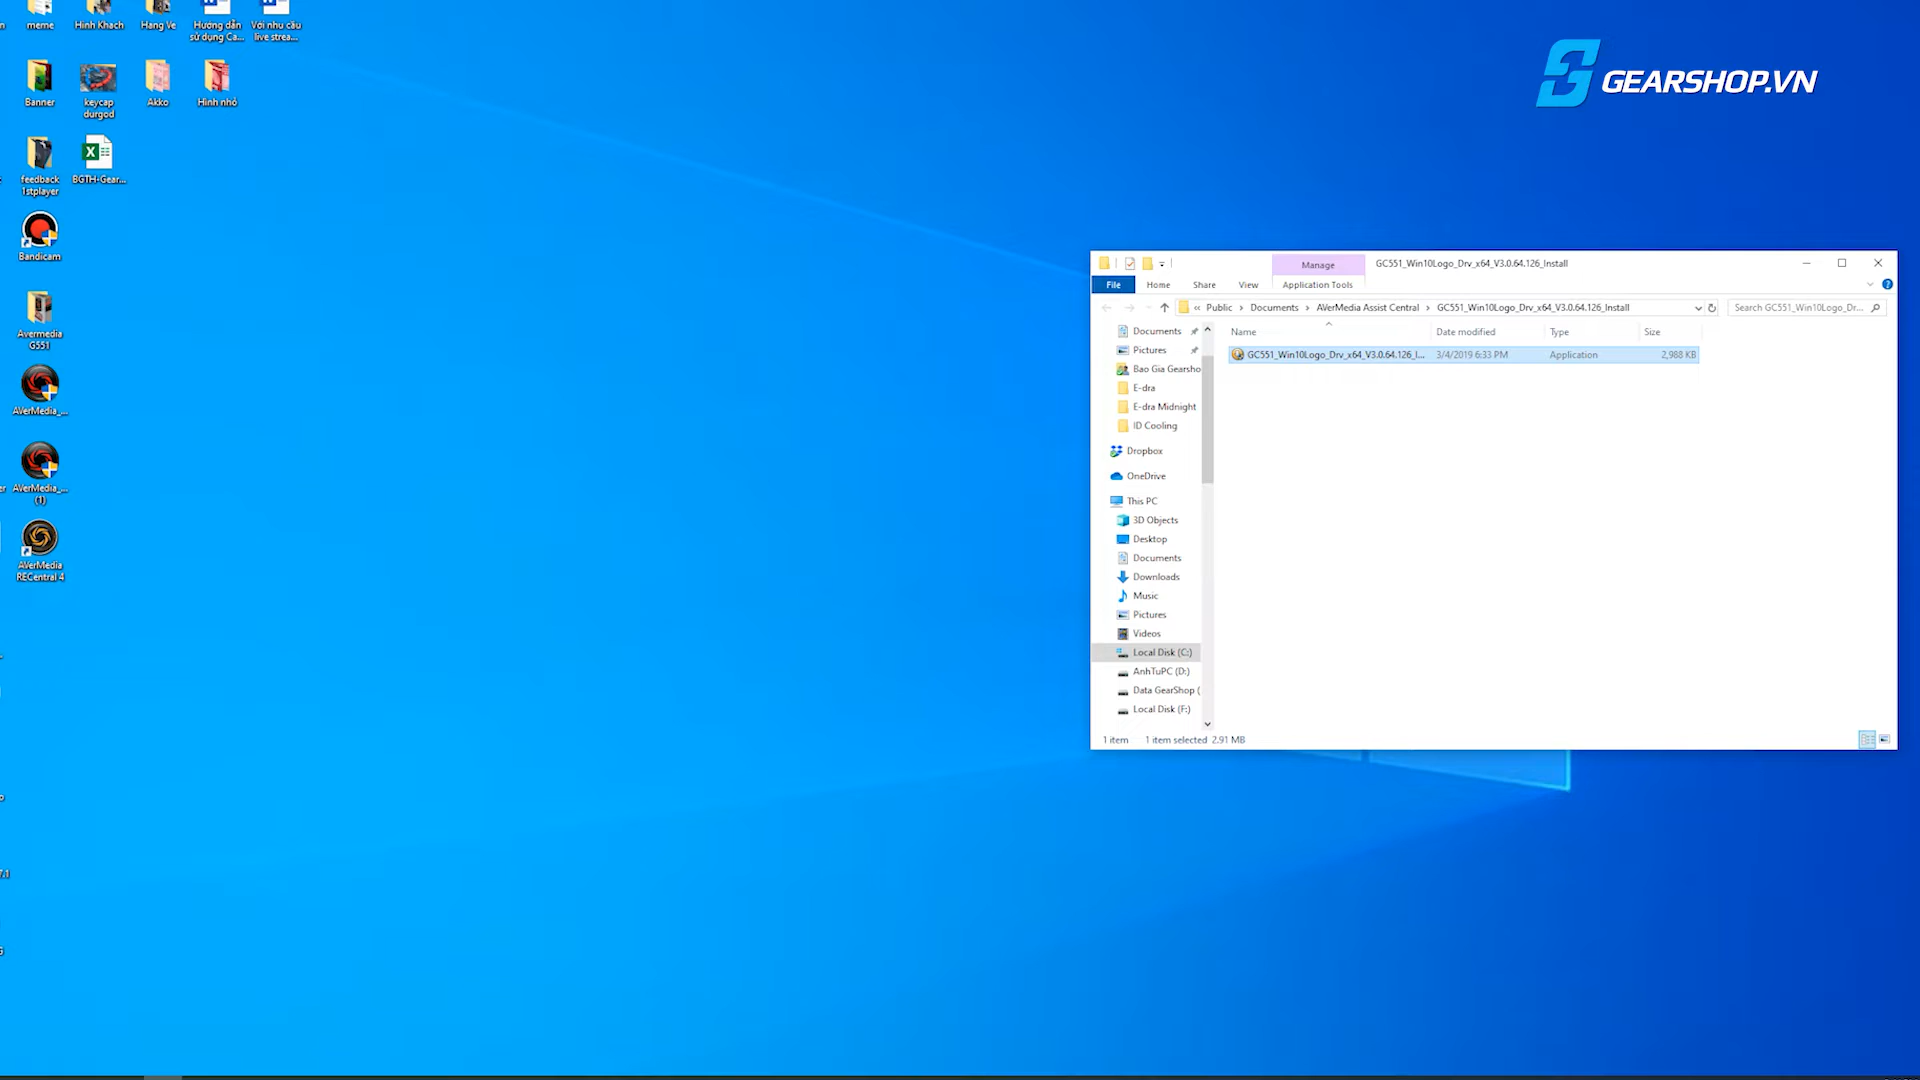 meme
Hinh Khach
Hang Ve
Hướng dẫn
sử dụng Ca...
Với nhu cầu
live strea...
Banner
keycap
durgod
Akko
Hinh nhỏ
feedback
1stplayer
BGTH-Gear...
Bandicam
Avermedia
G551
AVerMedia_...
AVerMedia_...
(1)
AVerMedia
RECentral 4
GEARSHOP.VN
Manage
GC551_Win10Logo_Drv_x64_V3.0.64.126_Install
File
Home
Share
View
Application Tools
« Public › Documents › AVerMedia Assist Central › GC551_Win10Logo_Drv_x64_V3.0.64.126_Install
Search GC551_Win10Logo_Dr...
Name
Date modified
Type
Size
GC551_Win10Logo_Drv_x64_V3.0.64.126_I...
3/4/2019 6:33 PM
Application
2,988 KB
Documents
Pictures
Bao Gia Gearsho
E-dra
E-dra Midnight
ID Cooling
Dropbox
OneDrive
This PC
3D Objects
Desktop
Documents
Downloads
Music
Pictures
Videos
Local Disk (C:)
AnhTuPC (D:)
Data GearShop (
Local Disk (F:)
1 item
1 item selected 2.91 MB